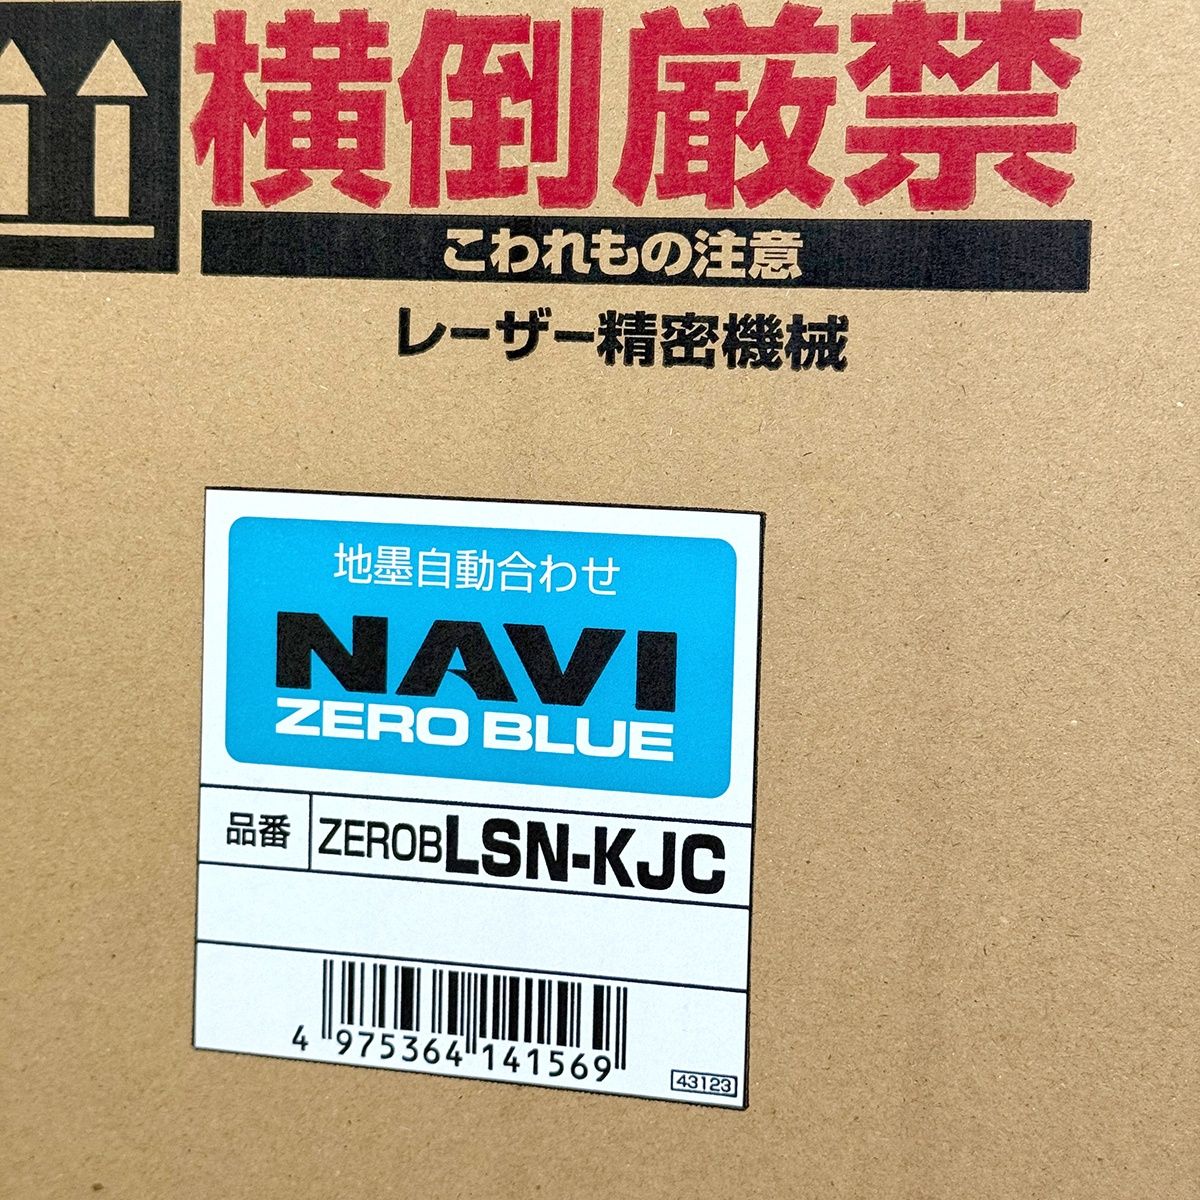 横倒厳禁
こわれもの注意
レーザー精密機械
地墨自動合わせ
NAVI
ZERO BLUE
品番 ZEROBLSN-KJC
4 975364 141569
43123